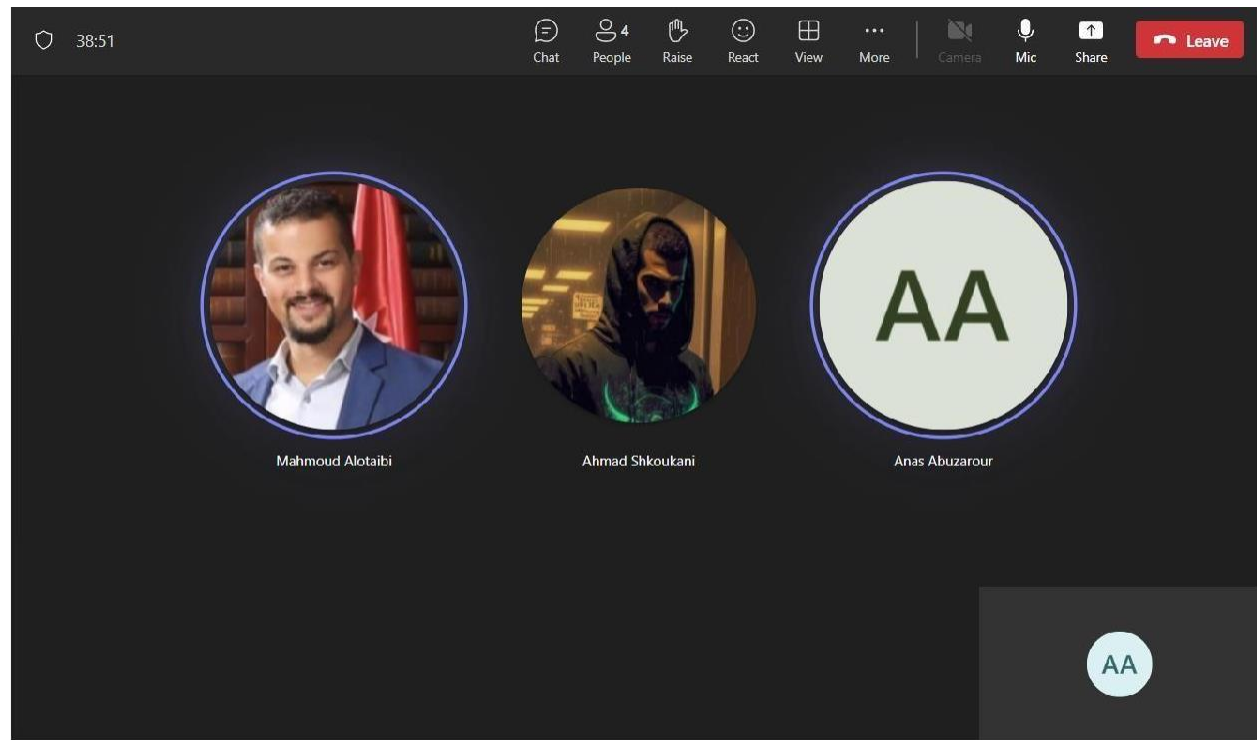 38:51
4
Chat People Raise React View More Camera Mic Share Leave
AA
Mahmoud Alotaibi Ahmad Shkoukani Anas Abuzarour
AA